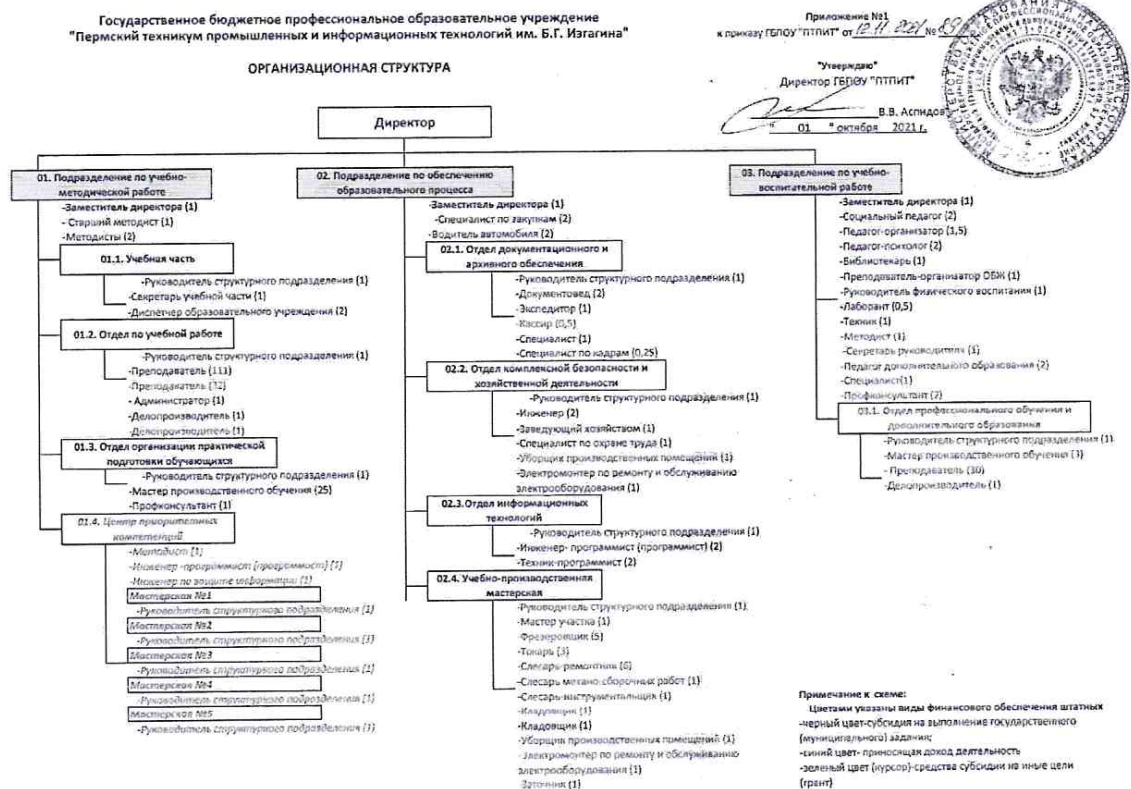 Государственное бюджетное профессиональное образовательное учреждение
"Пермский техникум промышленных и информационных технологий им. Б.Г. Изгагина"
ОРГАНИЗАЦИОННАЯ СТРУКТУРА
Приложение №1
к приказу ГБПОУ "ПТПИТ" от 12.11.2021 №
"Утверждаю"
Директор ГБПОУ "ПТПИТ"
В.В. Аспидов
" 01 " октября 2021 г.
Директор
01. Подразделение по учебно-
методической работе
-Заместитель директора (1)
- Старший методист (1)
-Методисты (2)
01.1. Учебная часть
-Руководитель структурного подразделения (1)
-Секретарь учебной части (1)
-Диспетчер образовательного учреждения (2)
01.2. Отдел по учебной работе
-Руководитель структурного подразделения (1)
-Преподаватель (111)
-Преподаватель
- Администратор (1)
-Делопроизводитель (1)
-Делопроизводитель (1)
01.3. Отдел организации практической
подготовки обучающихся
-Руководитель структурного подразделения (1)
-Мастер производственного обучения (25)
-Профконсультант (1)
01.4. Центр приоритетных
компетенций
-Методист (1)
-Инженер -программист (программист) (1)
-Инженер по защите информации (1)
Мастерская №1
-Руководитель структурного подразделения (1)
Мастерская №2
-Руководитель структурного подразделения (1)
Мастерская №3
-Руководитель структурного подразделения (1)
Мастерская №4
-Руководитель структурного подразделения (1)
Мастерская №5
-Руководитель структурного подразделения (1)
02. Подразделение по обеспечению
образовательного процесса
-Заместитель директора (1)
-Специалист по закупкам (2)
-Водитель автомобиля (2)
02.1. Отдел документационного и
архивного обеспечения
-Руководитель структурного подразделения (1)
-Документовед (2)
-Экспедитор (1)
-Кассир (0,5)
-Специалист (1)
-Специалист по кадрам (0,25)
02.2. Отдел комплексной безопасности и
хозяйственной деятельности
-Руководитель структурного подразделения (1)
-Инженер (2)
-Заведующий хозяйством (1)
-Специалист по охране труда (1)
-Уборщик производственных помещений (1)
-Электромонтер по ремонту и обслуживанию
электрооборудования (1)
02.3.Отдел информационных
технологий
-Руководитель структурного подразделения (1)
-Инженер- программист (программист) (2)
-Техник-программист (2)
02.4. Учебно-производственная
мастерская
-Руководитель структурного подразделения (1)
-Мастер участка (1)
-Фрезеровщик (5)
-Токарь (3)
-Слесарь-ремонтник (6)
-Слесарь механо-сборочных работ (1)
-Слесарь-инструментальщик (1)
-Кладовщик (1)
-Кладовщик (1)
-Уборщик производственных помещений (1)
-Электромонтер по ремонту и обслуживанию
электрооборудования (1)
-Заточник (1)
03. Подразделение по учебно-
воспитательной работе
-Заместитель директора (1)
-Социальный педагог (2)
-Педагог-организатор (1,5)
-Педагог-психолог (2)
-Библиотекарь (1)
-Преподаватель-организатор ОБЖ (1)
-Руководитель физического воспитания (1)
-Лаборант (0,5)
-Техник (1)
-Методист (1)
-Секретарь руководителя (1)
-Педагог дополнительного образования (2)
-Специалист(1)
-Профконсультант (2)
03.1. Отдел профессионального обучения и
дополнительного образования
-Руководитель структурного подразделения (1)
-Мастер производственного обучения (3)
- Преподаватель (30)
-Делопроизводитель (1)
Примечание к схеме:
Цветами указаны виды финансового обеспечения штатных
-черный цвет-субсидия на выполнение государственного
(муниципального) задания;
-синий цвет- приносящая доход деятельность
-зеленый цвет (курсор)-средства субсидии на иные цели
(грант)